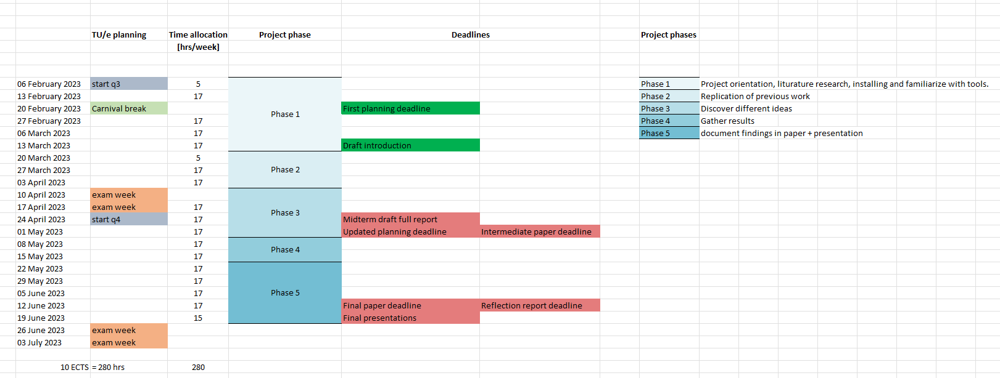 TU/e planning Time allocation Project phase Deadlines Project phases
[hrs/week]
06 February 2023 start q3 5 Phase 1 Project orientation, liturature research, installing and familiarize with tools.
13 February 2023 17 Phase 2 Replication of previous work
20 February 2023 Carnival break First planning deadline Phase 3 Discover different ideas
Phase 1
27 February 2023 17 Phase 4 Gather results
06 March 2023 17 Phase 5 document findings in paper + presentation
13 March 2023 17 Draft introduction
20 March 2023 5
27 March 2023 17 Phase 2
03 April 2023 17
10 April 2023 exam week
17 April 2023 exam week 17
Phase 3
24 April 2023 start q4 17 Midterm draft full report
01 May 2023 17 Updated planning deadline Intermediate paper deadline
08 May 2023 17
Phase 4
15 May 2023 17
22 May 2023 17
29 May 2023 17
05 June 2023 17 Phase 5
12 June 2023 17 Final paper deadline Reflection report deadline
19 June 2023 15 Final presentations
26 June 2023 exam week
03 July 2023 exam week
10 ECTS = 280 hrs 280